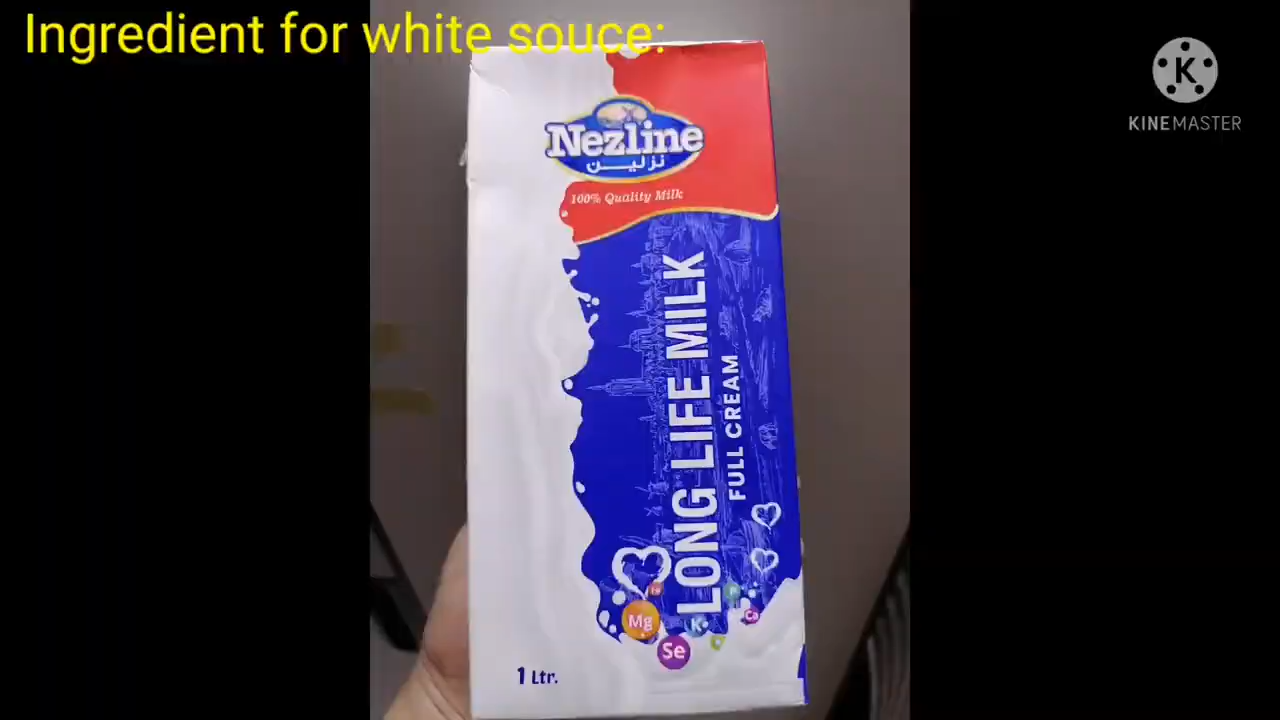 Ingredient for white souce:
K
KINEMASTER
Nezline
نزلين
100% Quality Milk
LONG LIFE MILK
FULL CREAM
Mg
K
Se
Ca
1 Ltr.